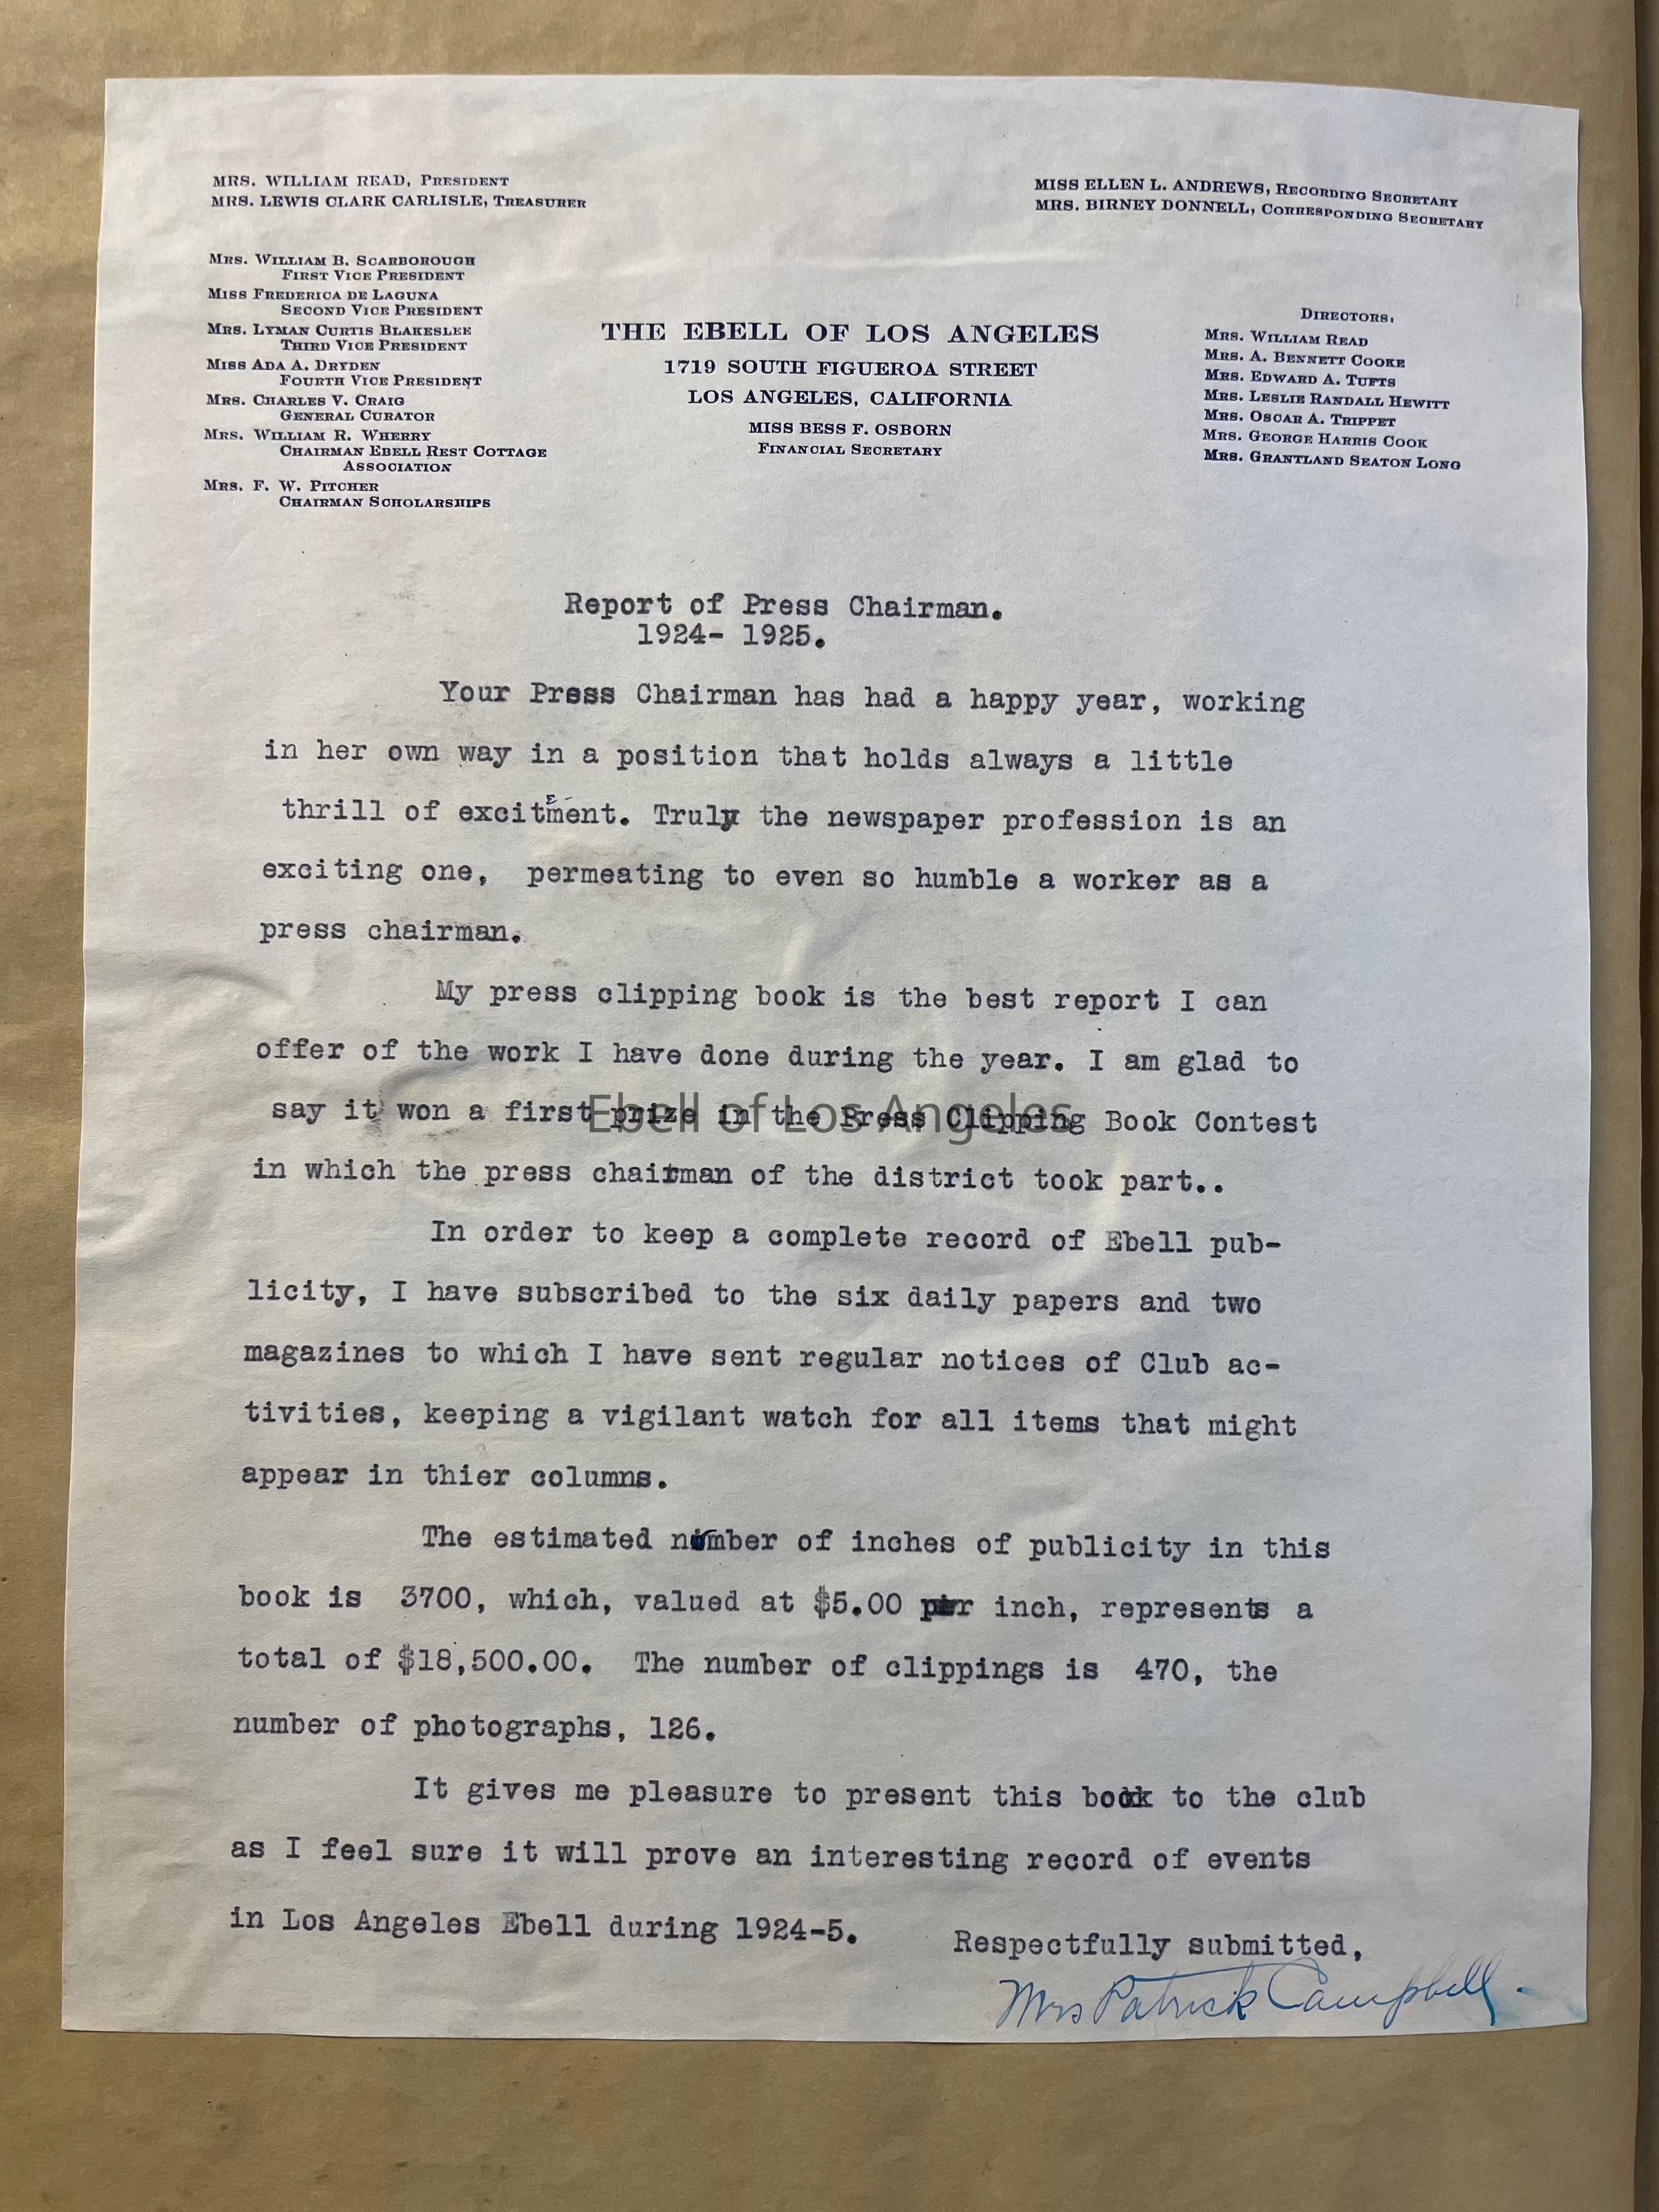 MRS. WILLIAM READ, PRESIDENT
MRS. LEWIS CLARK CARLISLE, TREASURER
MISS ELLEN L. ANDREWS, RECORDING SECRETARY
MRS. BIRNEY DONNELL, CORRESPONDING SECRETARY
MRS. WILLIAM B. SCARBOROUGH
FIRST VICE PRESIDENT
MISS FREDERICA DE LAGUNA
SECOND VICE PRESIDENT
MRS. LYMAN CURTIS BLAKESLEE
THIRD VICE PRESIDENT
MISS ADA A. DRYDEN
FOURTH VICE PRESIDENT
MRS. CHARLES V. CRAIG
GENERAL CURATOR
MRS. WILLIAM R. WHERRY
CHAIRMAN EBELL REST COTTAGE
ASSOCIATION
MRS. F. W. PITCHER
CHAIRMAN SCHOLARSHIPS
THE EBELL OF LOS ANGELES
1719 SOUTH FIGUEROA STREET
LOS ANGELES, CALIFORNIA
MISS BESS F. OSBORN
FINANCIAL SECRETARY
DIRECTORS,
MRS. WILLIAM READ
MRS. A. BENNETT COOKE
MRS. EDWARD A. TUFTS
MRS. LESLIE RANDALL HEWITT
MRS. OSCAR A. TRIPPET
MRS. GEORGE HARRIS COOK
MRS. GRANTLAND SEATON LONG
Report of Press Chairman.
1924- 1925.
Your Press Chairman has had a happy year, working
in her own way in a position that holds always a little
thrill of excitement. Truly the newspaper profession is an
exciting one, permeating to even so humble a worker as a
press chairman.
My press clipping book is the best report I can
offer of the work I have done during the year. I am glad to
say it won a first prize in the Press Clipping Book Contest
Ebell of Los Angeles
in which the press chairman of the district took part..
In order to keep a complete record of Ebell pub-
licity, I have subscribed to the six daily papers and two
magazines to which I have sent regular notices of Club ac-
tivities, keeping a vigilant watch for all items that might
appear in thier columns.
The estimated number of inches of publicity in this
book is 3700, which, valued at $5.00 per inch, represents a
total of $18,500.00. The number of clippings is 470, the
number of photographs, 126.
It gives me pleasure to present this book to the club
as I feel sure it will prove an interesting record of events
in Los Angeles Ebell during 1924-5.
Respectfully submitted,
Mrs Patrick Campbell.